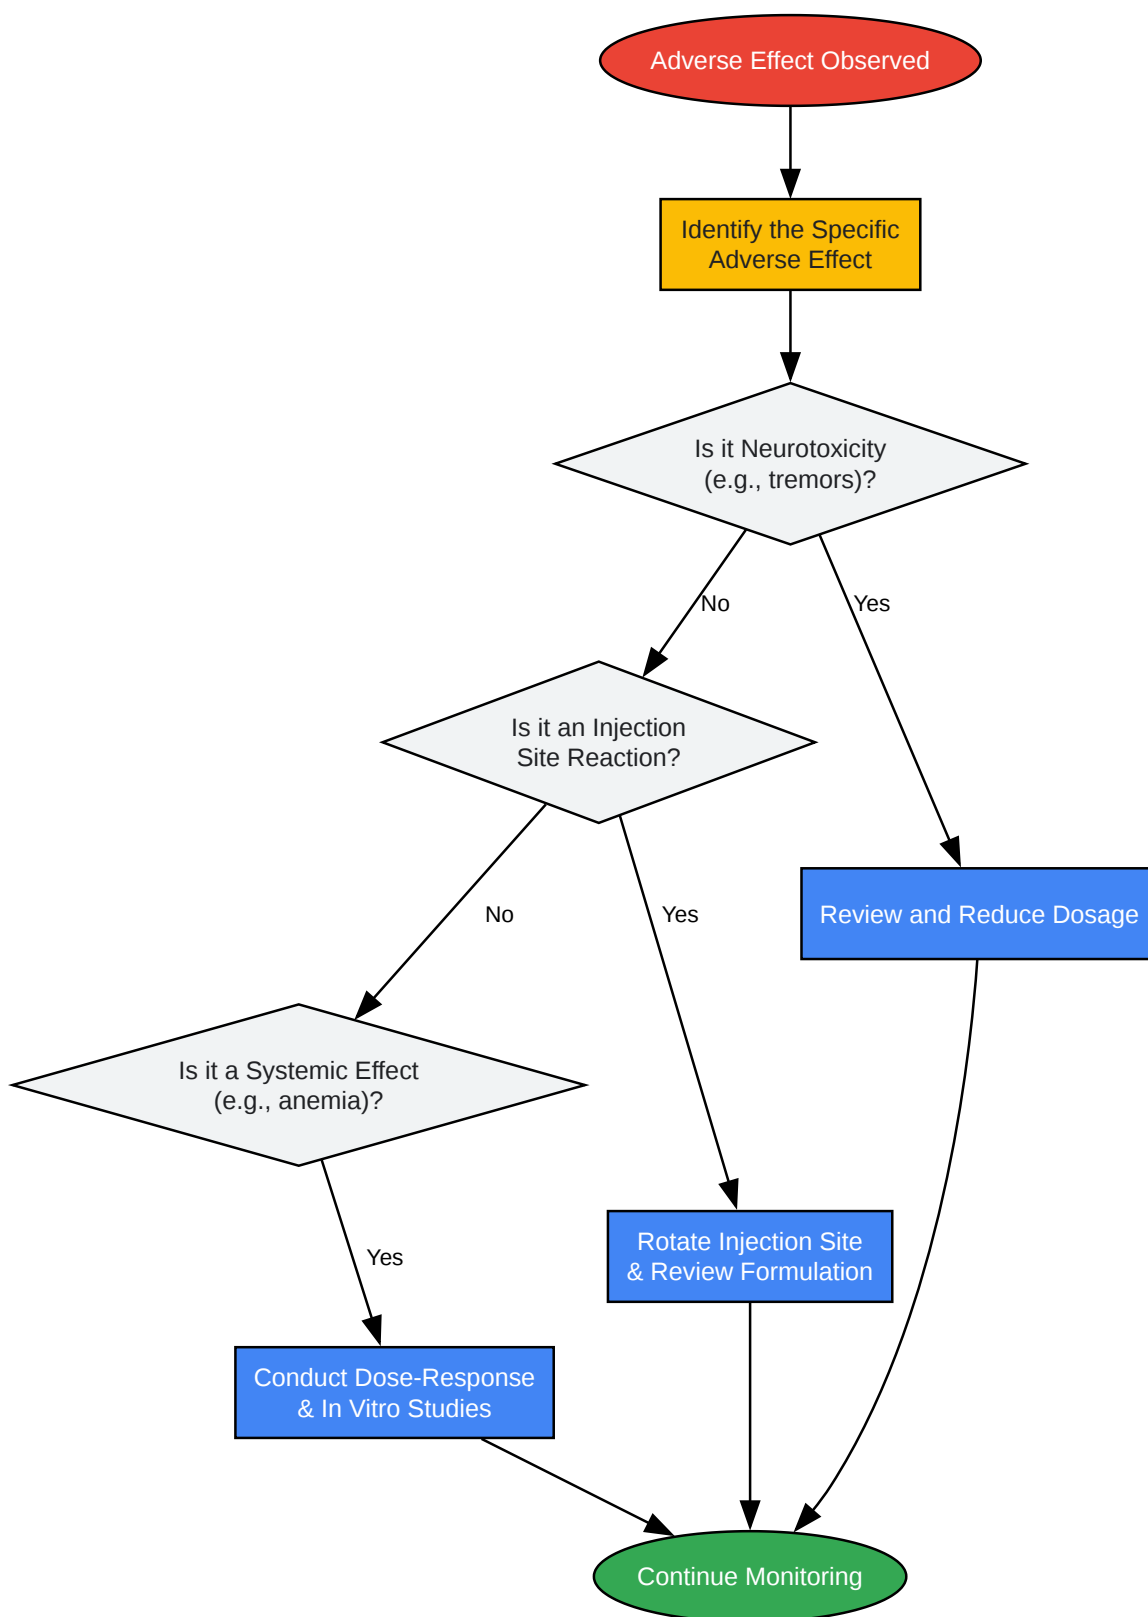 Adverse Effect Observed
Identify the Specific
Adverse Effect
Is it Neurotoxicity
(e.g., tremors)?
No
Yes
Is it an Injection
Site Reaction?
No
Yes
Review and Reduce Dosage
Is it a Systemic Effect
(e.g., anemia)?
Yes
Rotate Injection Site
& Review Formulation
Conduct Dose-Response
& In Vitro Studies
Continue Monitoring